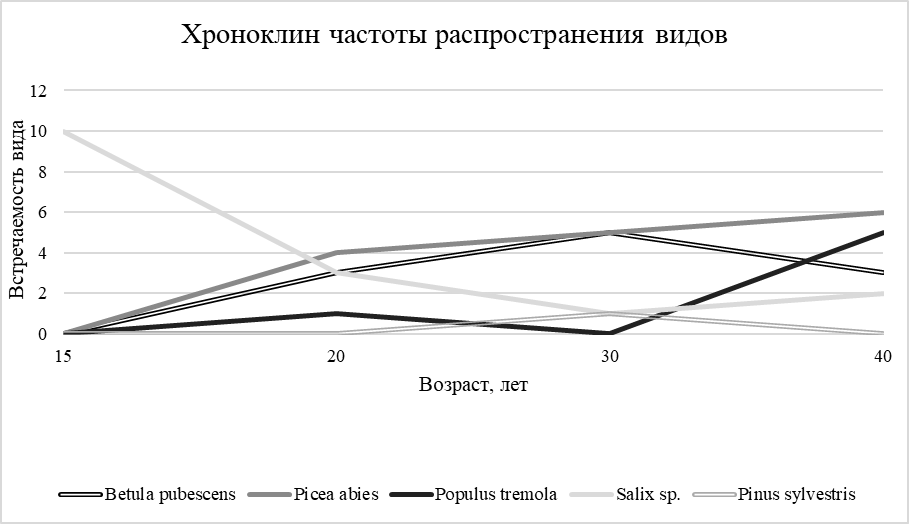 Хроноклин частоты распространения видов
Встречаемость вида
12
10
8
6
4
2
0
15 20 30 40
Возраст, лет
Betula pubescens Picea abies Populus tremola Salix sp. Pinus sylvestris